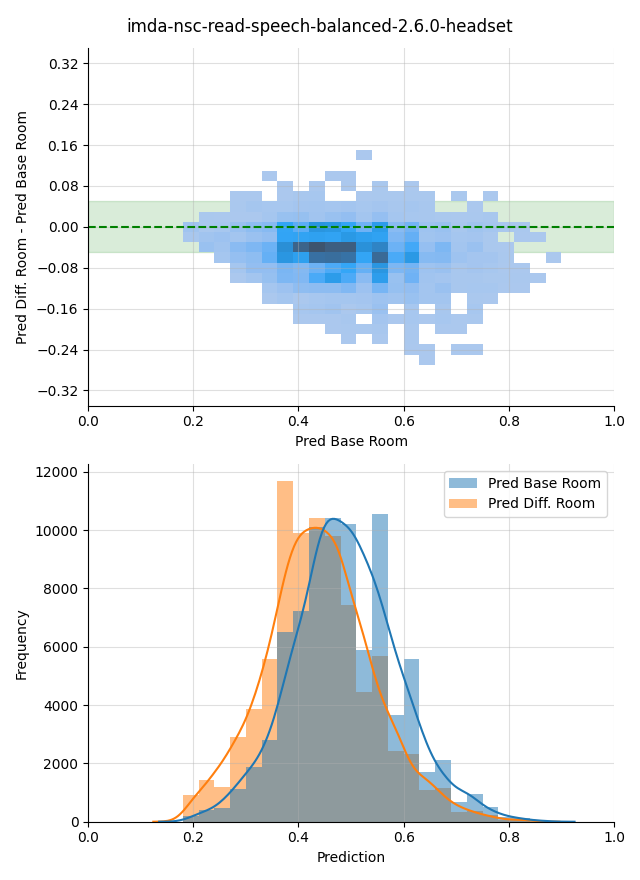 imda-nsc-read-speech-balanced-2.6.0-headset
0.32
0.24
0.16
0.08
0.00
−0.08
−0.16
−0.24
−0.32
Pred Diff. Room - Pred Base Room
0.0 0.2 0.4 0.6 0.8 1.0
Pred Base Room
12000
10000
8000
6000
4000
2000
0
Frequency
Pred Base Room
Pred Diff. Room
0.0 0.2 0.4 0.6 0.8 1.0
Prediction